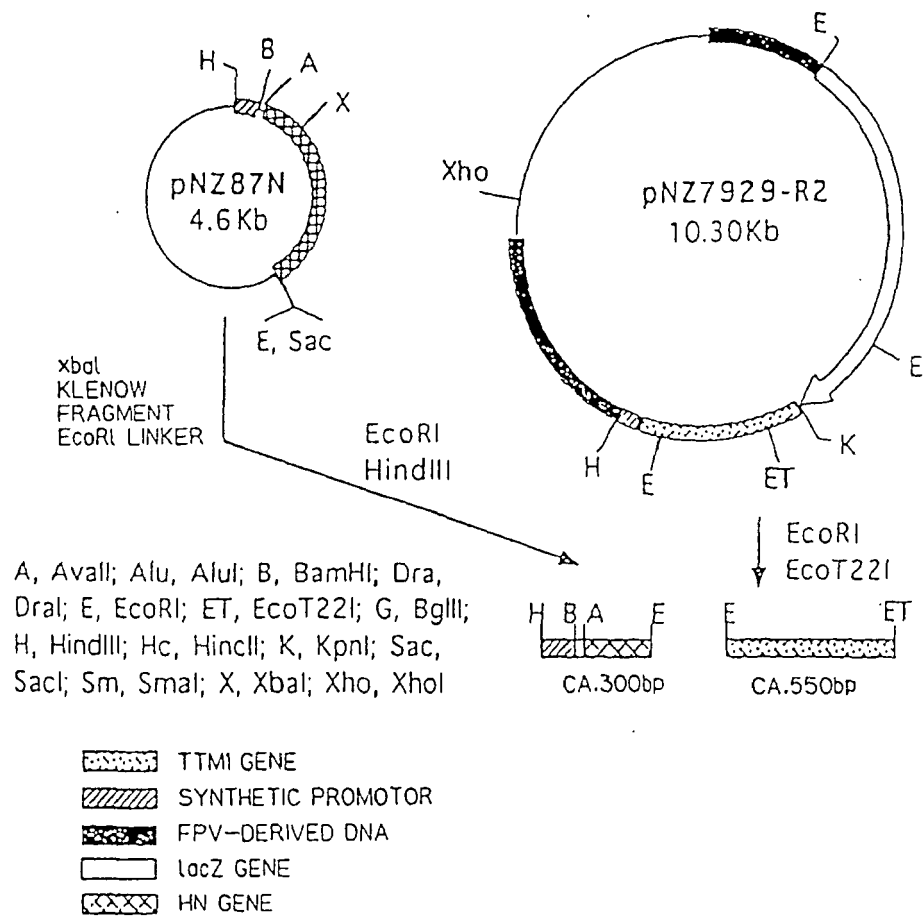 H
B
A
X
pNZ87N
4.6Kb
E, Sac
E
Xho
pNZ7929-R2
10.30Kb
E
K
ET
E
H
XbaI
KLENOW
FRAGMENT
EcoRI LINKER
EcoRI
HindIII
EcoRI
EcoT22I
A, AvaII; Alu, AluI; B, BamHI; Dra,
DraI; E, EcoRI; ET, EcoT22I; G, BglII;
H, HindIII; Hc, HincII; K, KpnI; Sac,
SacI; Sm, SmaI; X, XbaI; Xho, XhoI
H B A E
CA.300bp
E ET
CA.550bp
TTM1 GENE
SYNTHETIC PROMOTOR
FPV-DERIVED DNA
lacZ GENE
HN GENE